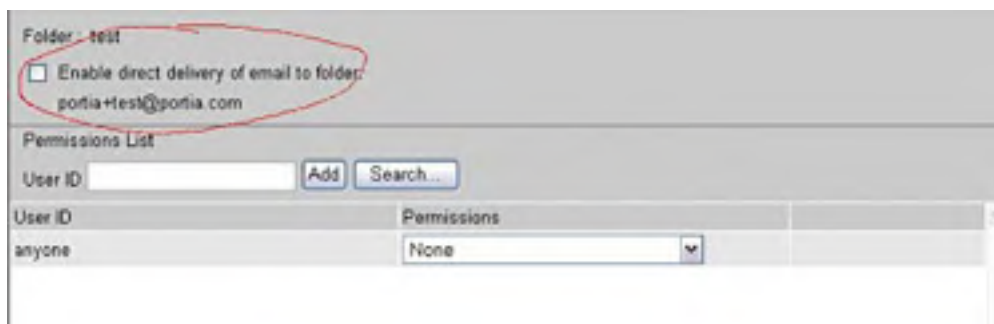 Folder : test
Enable direct delivery of email to folder:
portia+test@portia.com
Permissions List
User ID Add Search...
User ID Permissions
anyone None